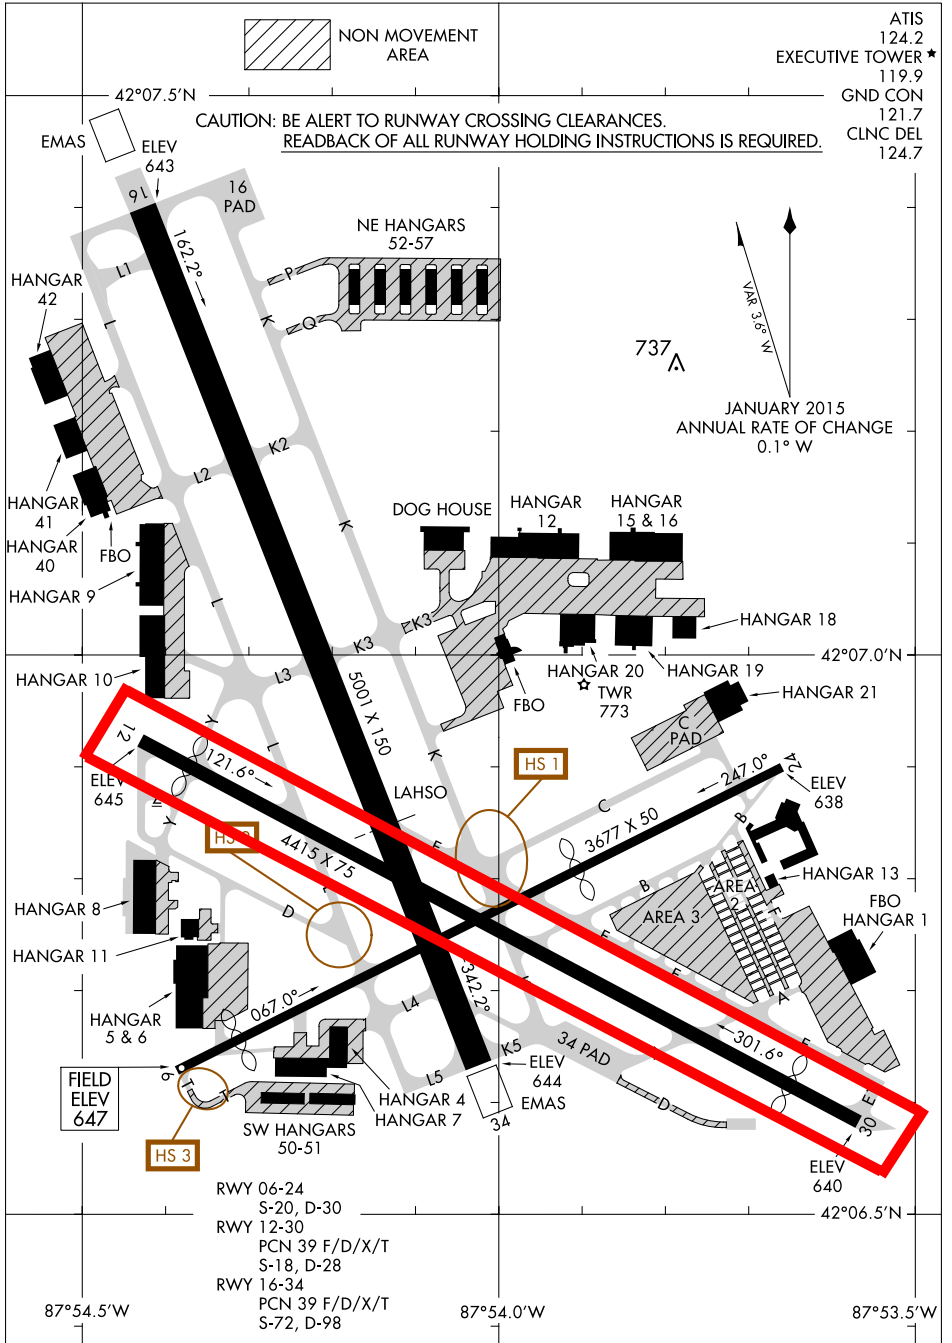 NON MOVEMENT
AREA
ATIS
124.2
EXECUTIVE TOWER
119.9
GND CON
121.7
CLNC DEL
124.7
42°07.5'N
CAUTION: BE ALERT TO RUNWAY CROSSING CLEARANCES.
READBACK OF ALL RUNWAY HOLDING INSTRUCTIONS IS REQUIRED.
EMAS
ELEV
643
16
16
PAD
NE HANGARS
52-57
162.2°
L1
P
HANGAR
42
L
K
Q
VAR 3.6° W
737
JANUARY 2015
ANNUAL RATE OF CHANGE
0.1° W
K2
L2
HANGAR
41
HANGAR
40
FBO
DOG HOUSE
HANGAR
12
HANGAR
15 & 16
K
HANGAR 9
L
K3
K3
HANGAR 18
42°07.0'N
L3
HANGAR 10
5001 X 150
HANGAR 20
HANGAR 19
TWR
773
FBO
HANGAR 21
C
PAD
Y
12
L
K
121.6°
HS 1
247.0°
24
ELEV
645
ELEV
638
LAHSO
C
3677 X 50
Y
HS 2
4415 X 75
E
B
B
HANGAR 13
AREA
2
HANGAR 8
L
D
AREA 3
F
FBO
HANGAR 1
E
HANGAR 11
E
342.2°
A
067.0°
L4
HANGAR
5 & 6
301.6°
E
34 PAD
K5
6
ELEV
644
L5
FIELD
ELEV
647
T
T
HANGAR 4
HANGAR 7
EMAS
D
E
30
34
SW HANGARS
50-51
HS 3
ELEV
640
RWY 06-24
S-20, D-30
RWY 12-30
PCN 39 F/D/X/T
S-18, D-28
RWY 16-34
PCN 39 F/D/X/T
S-72, D-98
42°06.5'N
87°54.5'W
87°54.0'W
87°53.5'W